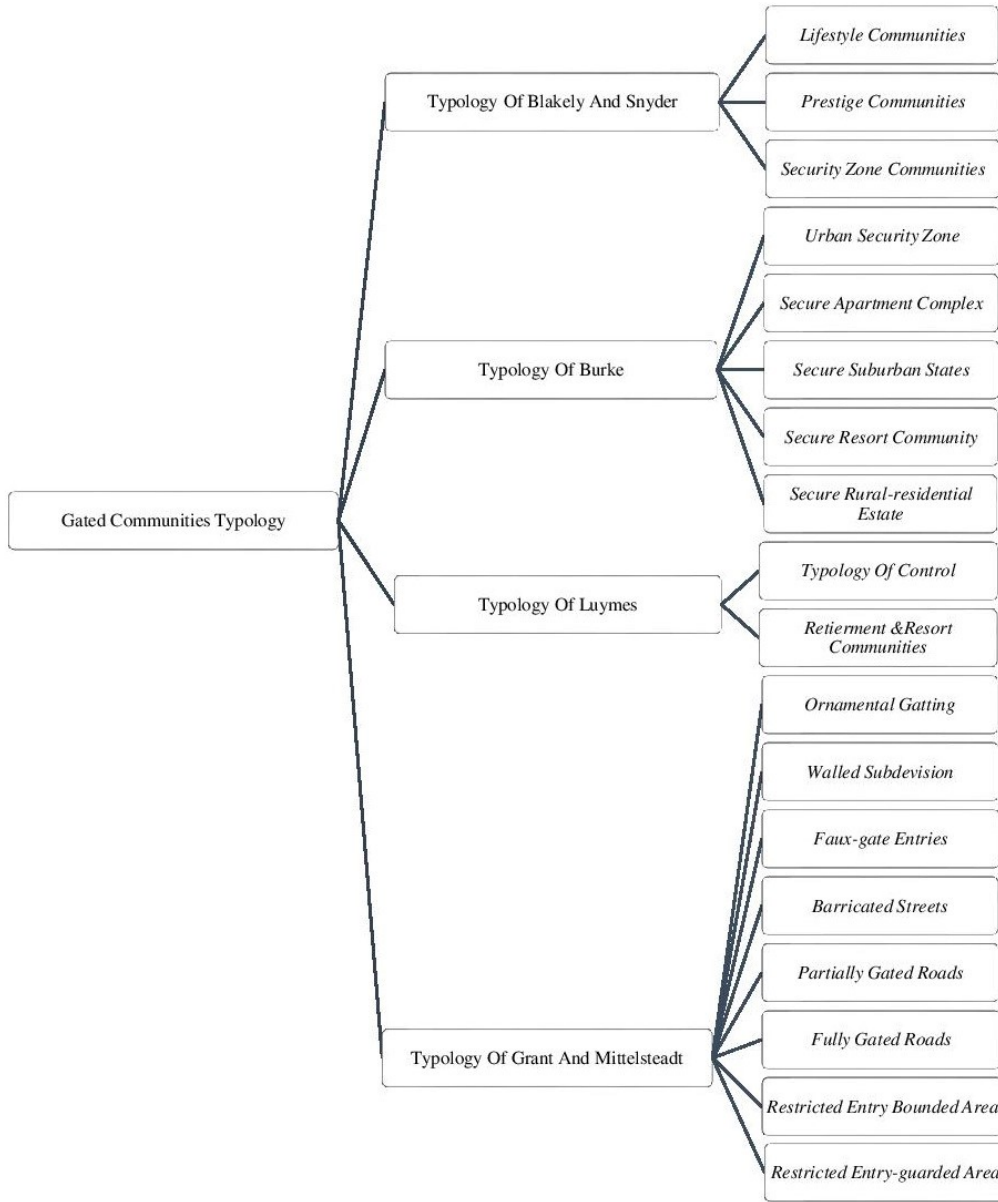 Lifestyle Communities
Typology Of Blakely And Snyder
Prestige Communities
Security Zone Communities
Urban Security Zone
Secure Apartment Complex
Typology Of Burke
Secure Suburban States
Secure Resort Community
Secure Rural-residential
Estate
Gated Communities Typology
Typology Of Control
Typology Of Luymes
Retierment &Resort
Communities
Ornamental Gatting
Walled Subdevision
Faux-gate Entries
Barricated Streets
Partially Gated Roads
Fully Gated Roads
Typology Of Grant And Mittelsteadt
Restricted Entry Bounded Area
Restricted Entry-guarded Area